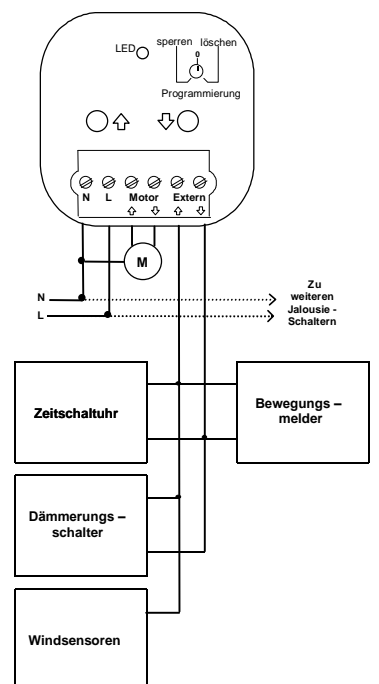 LED
sperren löschen
0
Programmierung
N L Motor Extern
M
N
L
Zu
weiteren
Jalousie -
Schaltern
Zeitschaltuhr
Bewegungs –
melder
Dämmerungs –
schalter
Windsensoren